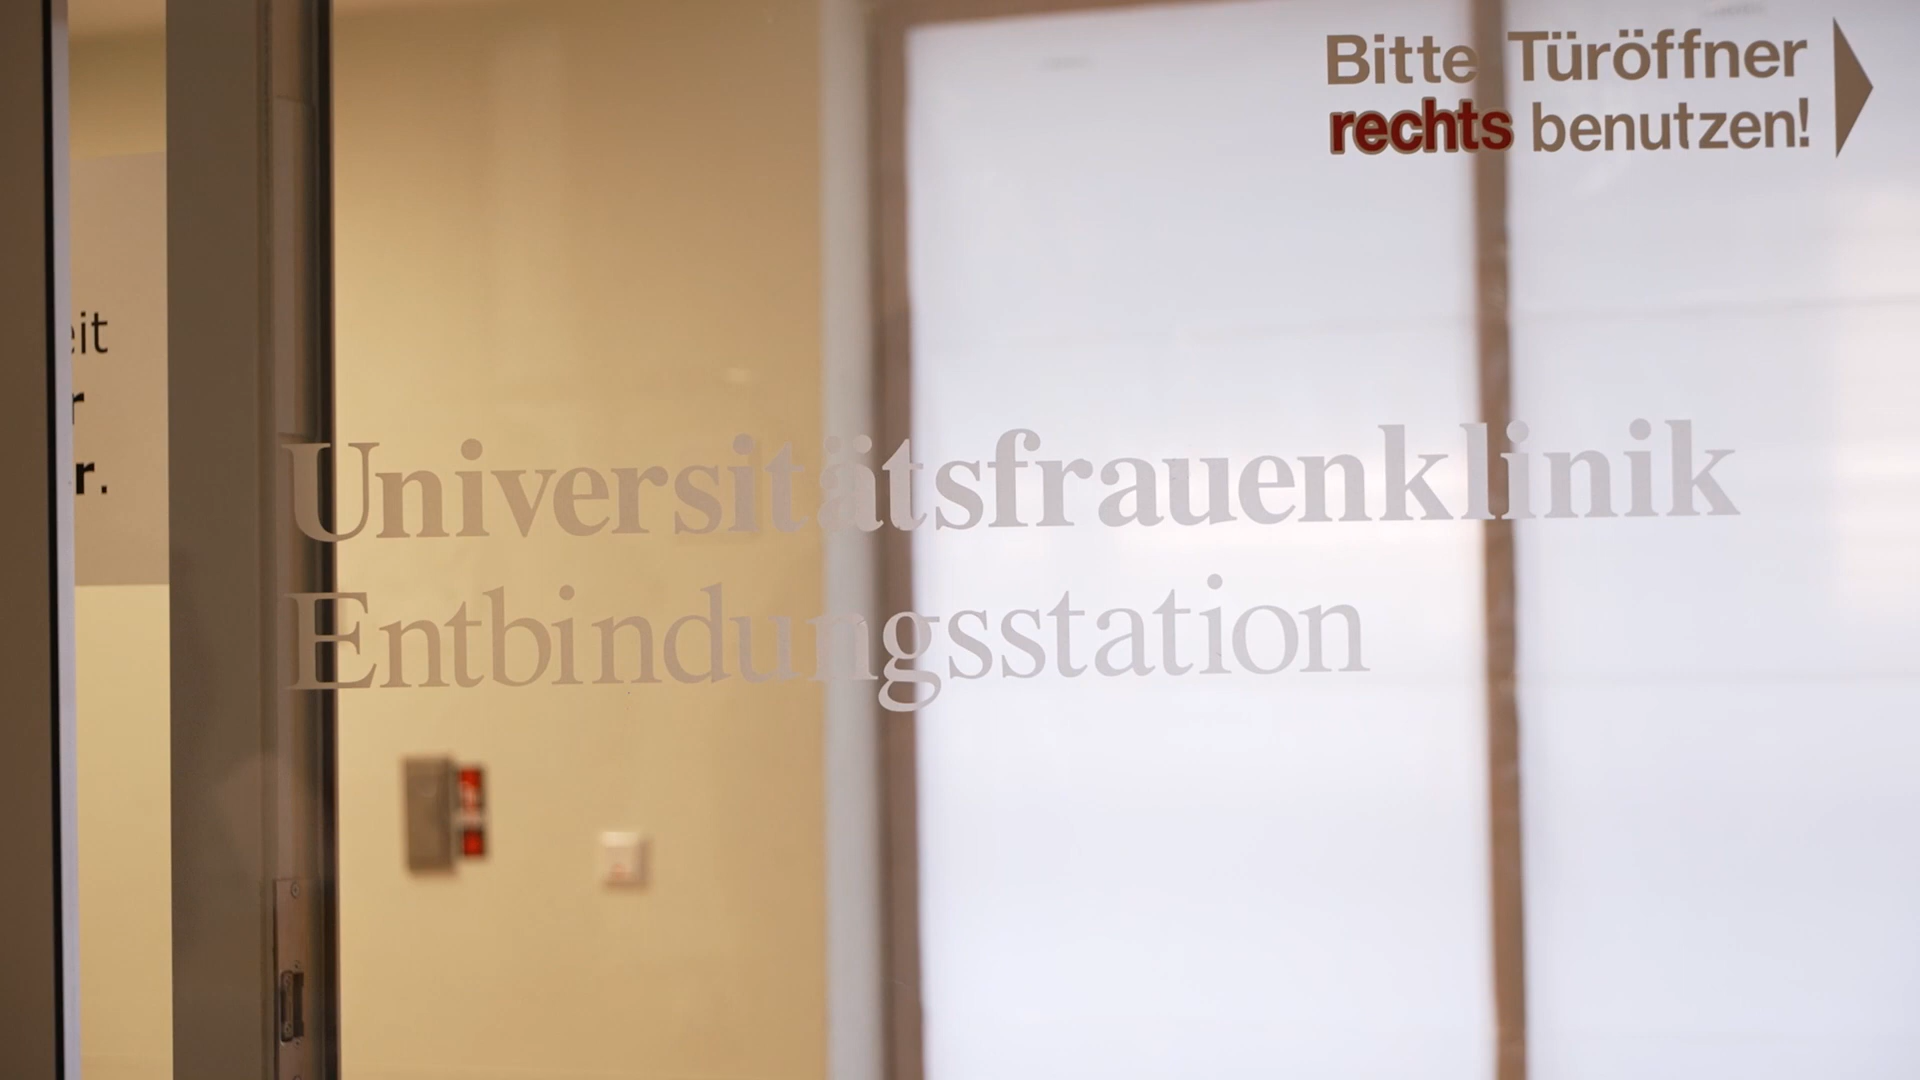 Bitte Türöffner
rechts benutzen!
Universitätsfrauenklinik
Entbindungsstation